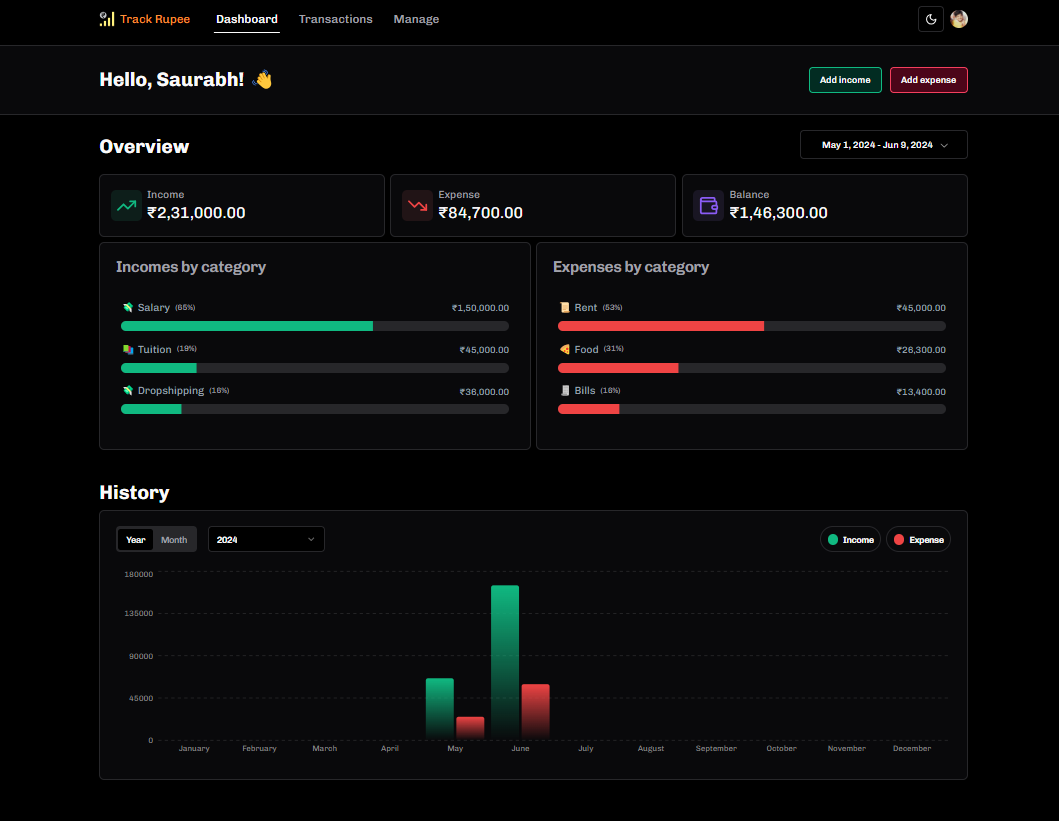 Track Rupee Dashboard Transactions Manage
Hello, Saurabh! 👋
Add income Add expense
Overview
May 1, 2024 - Jun 9, 2024
Income
₹2,31,000.00
Expense
₹84,700.00
Balance
₹1,46,300.00
Incomes by category
Salary (65%) ₹1,50,000.00
Tuition (19%) ₹45,000.00
Dropshipping (16%) ₹36,000.00
Expenses by category
Rent (53%) ₹45,000.00
Food (31%) ₹26,300.00
Bills (16%) ₹13,400.00
History
Year Month 2024
Income Expense
180000
135000
90000
45000
0
January February March April May June July August September October November December